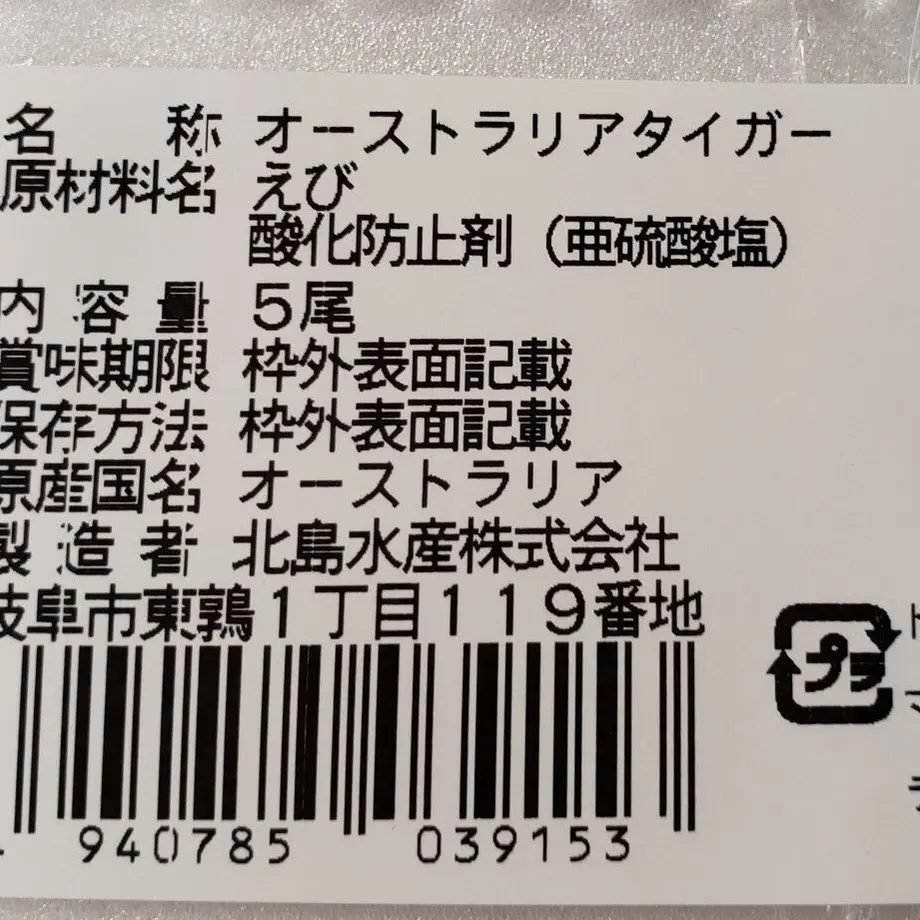 名 称 オーストラリアタイガー
原材料名 えび
酸化防止剤（亜硫酸塩）
内容量 5尾
賞味期限 枠外表面記載
保存方法 枠外表面記載
原産国名 オーストラリア
製造者 北島水産株式会社
岐阜市東鶉1丁目119番地
プラ
940785 039153